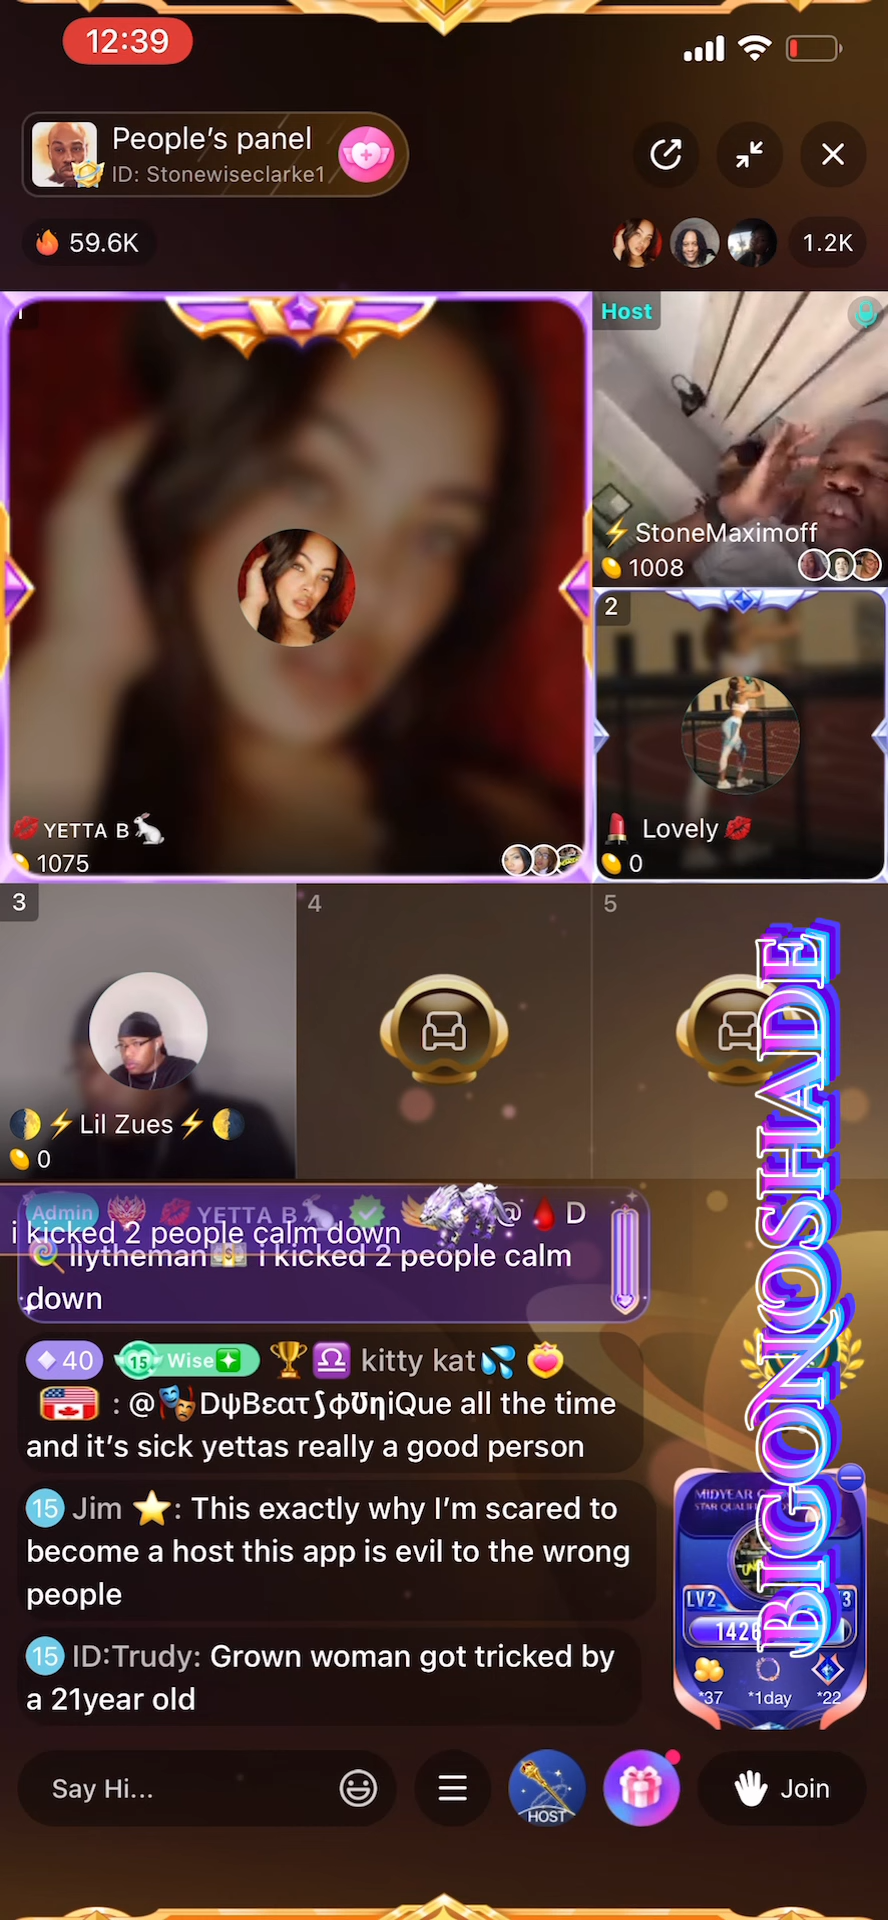 12:39
People's panel
ID: Stonewiseclarke1
59.6K
1.2K
Host
StoneMaximoff
1008
2
YETTA B
1075
Lovely
0
3
4
5
Lil Zues
0
Admin YETTA B @ D
i kicked 2 people calm down
llytheman i kicked 2 people calm
down
40 15 Wise kitty kat
: @DψBεατʃϕƱηiQue all the time
and it's sick yettas really a good person
15 Jim : This exactly why I'm scared to
become a host this app is evil to the wrong
people
15 ID:Trudy: Grown woman got tricked by
a 21year old
BIGONOSHADE
MIDYEAR
LV2
*37 *1day *22
Say Hi...
HOST
Join